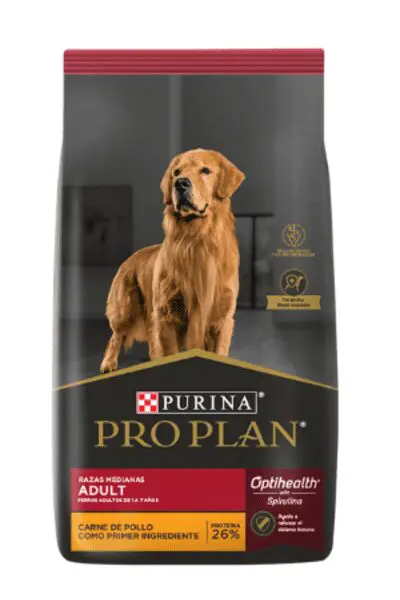 PURINA®
PRO PLAN®
RAZAS MEDIANAS
ADULT
PERROS ADULTOS DE 1 A 7 AÑOS
CARNE DE POLLO
COMO PRIMER INGREDIENTE
PROTEINA
26%
Optihealth®
with
Spirulina
Ayuda a
reforzar el
sistema inmune